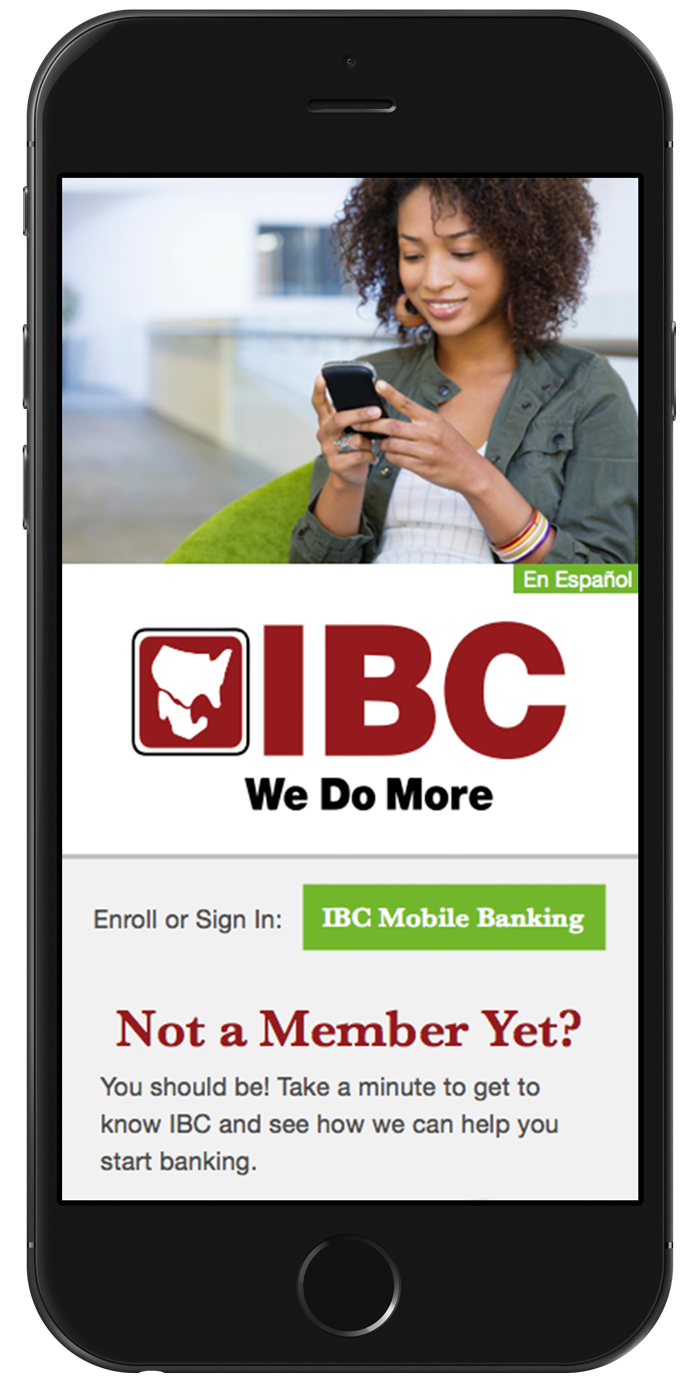 En Español
IBC
We Do More
Enroll or Sign In: IBC Mobile Banking
Not a Member Yet?
You should be! Take a minute to get to
know IBC and see how we can help you
start banking.